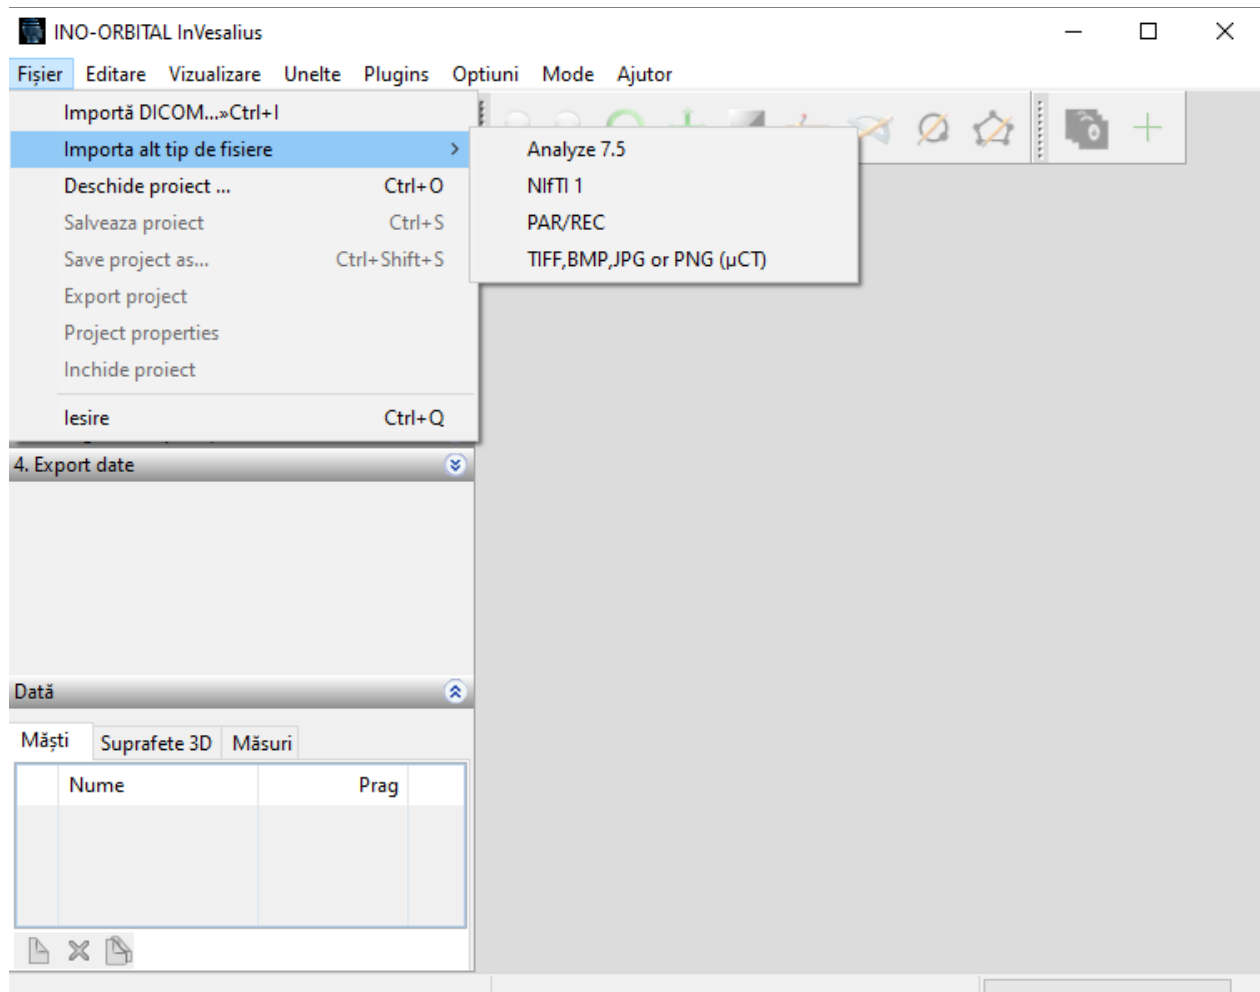 INO-ORBITAL InVesalius
Fișier Editare Vizualizare Unelte Plugins Optiuni Mode Ajutor
Importă DICOM...»Ctrl+I
Importa alt tip de fisiere
Analyze 7.5
NIfTI 1
PAR/REC
TIFF,BMP,JPG or PNG (µCT)
Deschide proiect ... Ctrl+O
Salveaza proiect Ctrl+S
Save project as... Ctrl+Shift+S
Export project
Project properties
Inchide proiect
Iesire Ctrl+Q
4. Export date
Dată
Măști Suprafete 3D Măsuri
Nume Prag